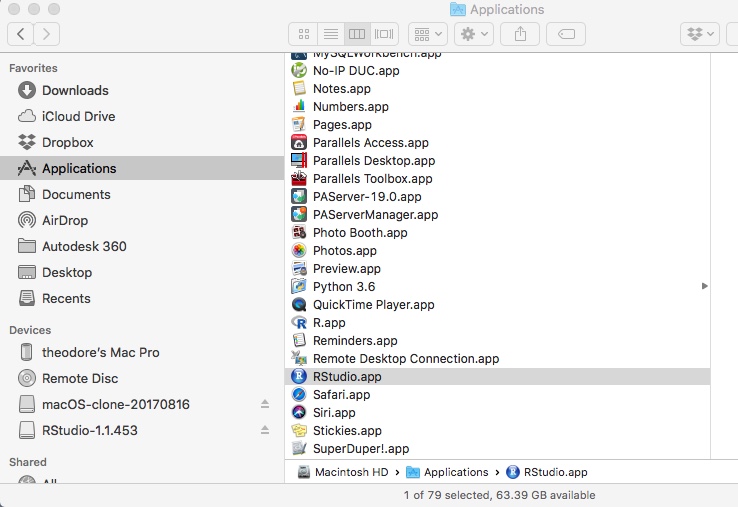 Applications
Favorites
Downloads
iCloud Drive
Dropbox
Applications
Documents
AirDrop
Autodesk 360
Desktop
Recents
Devices
theodore's Mac Pro
Remote Disc
macOS-clone-20170816
RStudio-1.1.453
Shared
All...
MySQLWorkbench.app
No-IP DUC.app
Notes.app
Numbers.app
Pages.app
Parallels Access.app
Parallels Desktop.app
Parallels Toolbox.app
PAServer-19.0.app
PAServerManager.app
Photo Booth.app
Photos.app
Preview.app
Python 3.6
QuickTime Player.app
R.app
Reminders.app
Remote Desktop Connection.app
RStudio.app
Safari.app
Siri.app
Stickies.app
SuperDuper!.app
Macintosh HD › Applications › RStudio.app
1 of 79 selected, 63.39 GB available